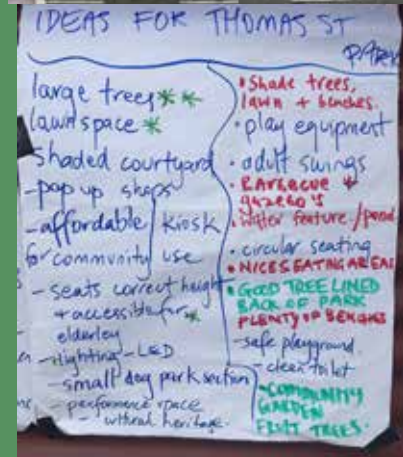 IDEAS FOR THOMAS ST
large trees **
lawn space *
shaded courtyard
- pop up shops
- affordable / kiosk
for community use
- seats correct height
+ accessible for *
elderley
- lighting - LED
- small dog park section
- performance space
- cultural heritage.
• Shade trees,
lawn + benches.
• play equipment
• adult swings
• BARBECUE +
gazebo's
• Water feature / pond
• circular seating
• NICE SEATING AREAS
• GOOD TREE LINED
BACK OF PARK
PLENTY OF BENCHES
- safe playground
- clean toilet
- COMMUNITY
GARDEN
FRUIT TREES.